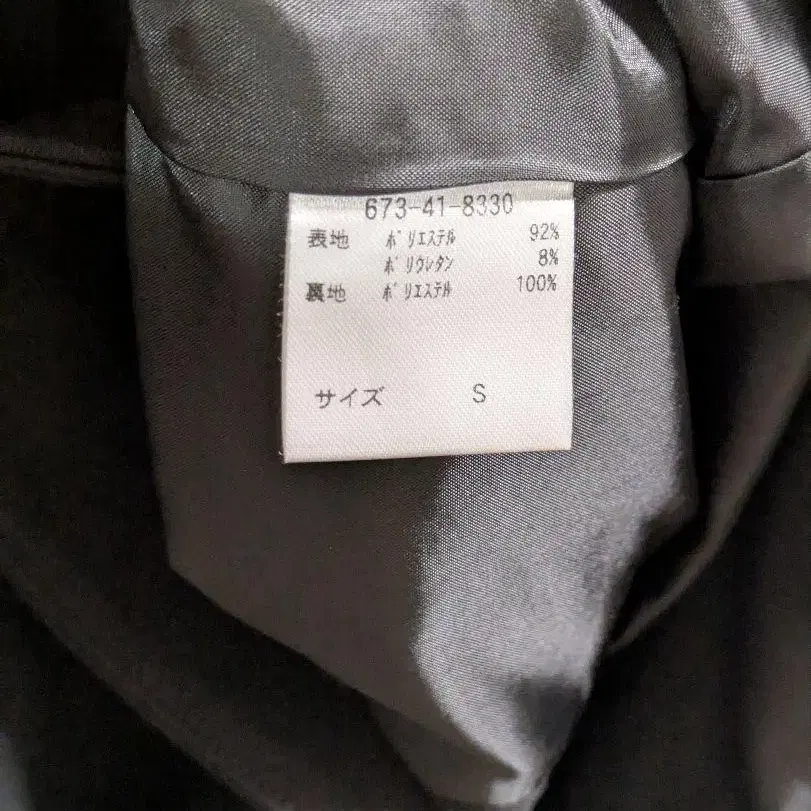 673-41-8330
表地 ポリエステル 92%
ポリウレタン 8%
裏地 ポリエステル 100%
サイズ S